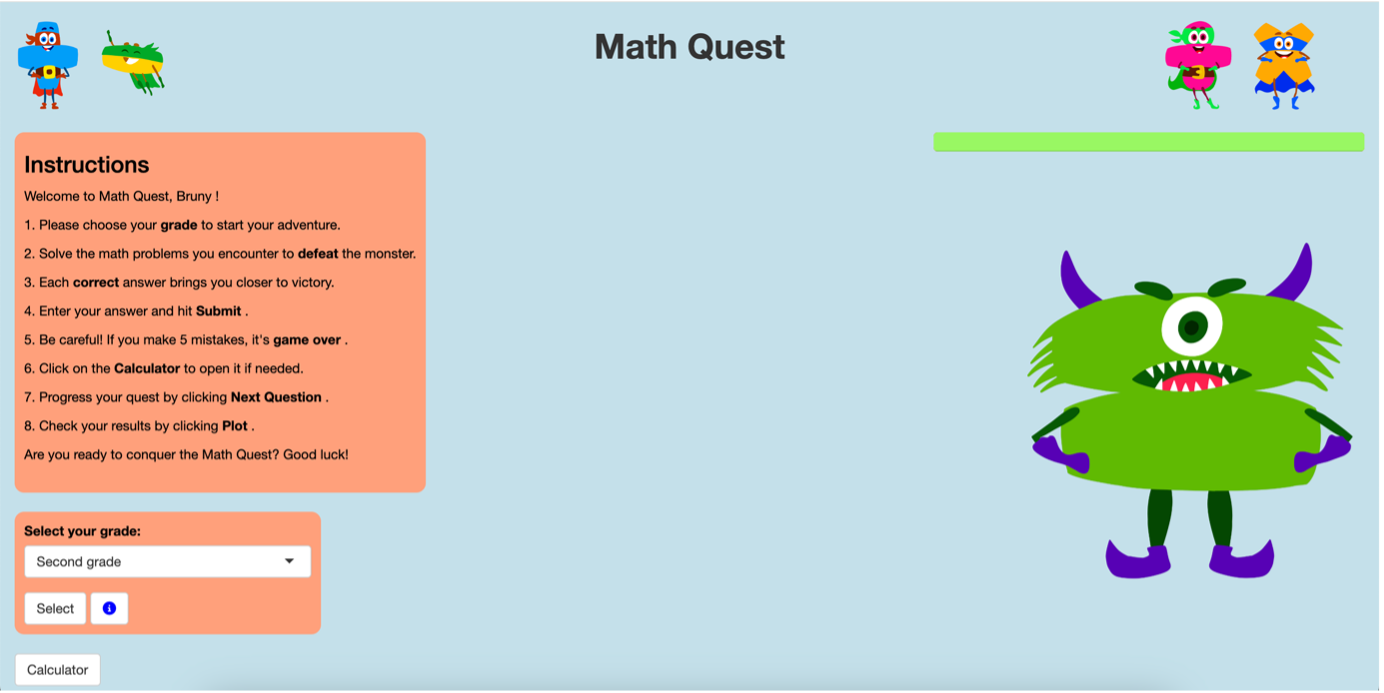 Math Quest
3
Instructions
Welcome to Math Quest, Bruny !
1. Please choose your grade to start your adventure.
2. Solve the math problems you encounter to defeat the monster.
3. Each correct answer brings you closer to victory.
4. Enter your answer and hit Submit .
5. Be careful! If you make 5 mistakes, it's game over .
6. Click on the Calculator to open it if needed.
7. Progress your quest by clicking Next Question .
8. Check your results by clicking Plot .
Are you ready to conquer the Math Quest? Good luck!
Select your grade:
Second grade
Select
i
Calculator